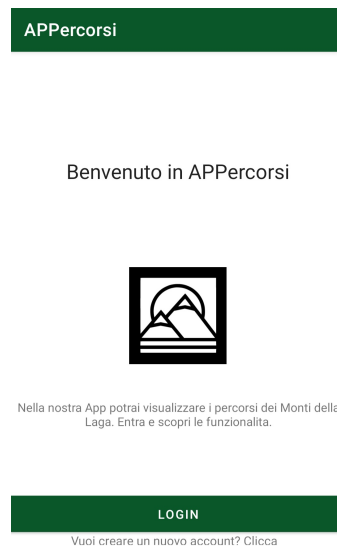 APPercorsi
Benvenuto in APPercorsi
Nella nostra App potrai visualizzare i percorsi dei Monti della
Laga. Entra e scopri le funzionalita.
LOGIN
Vuoi creare un nuovo account? Clicca